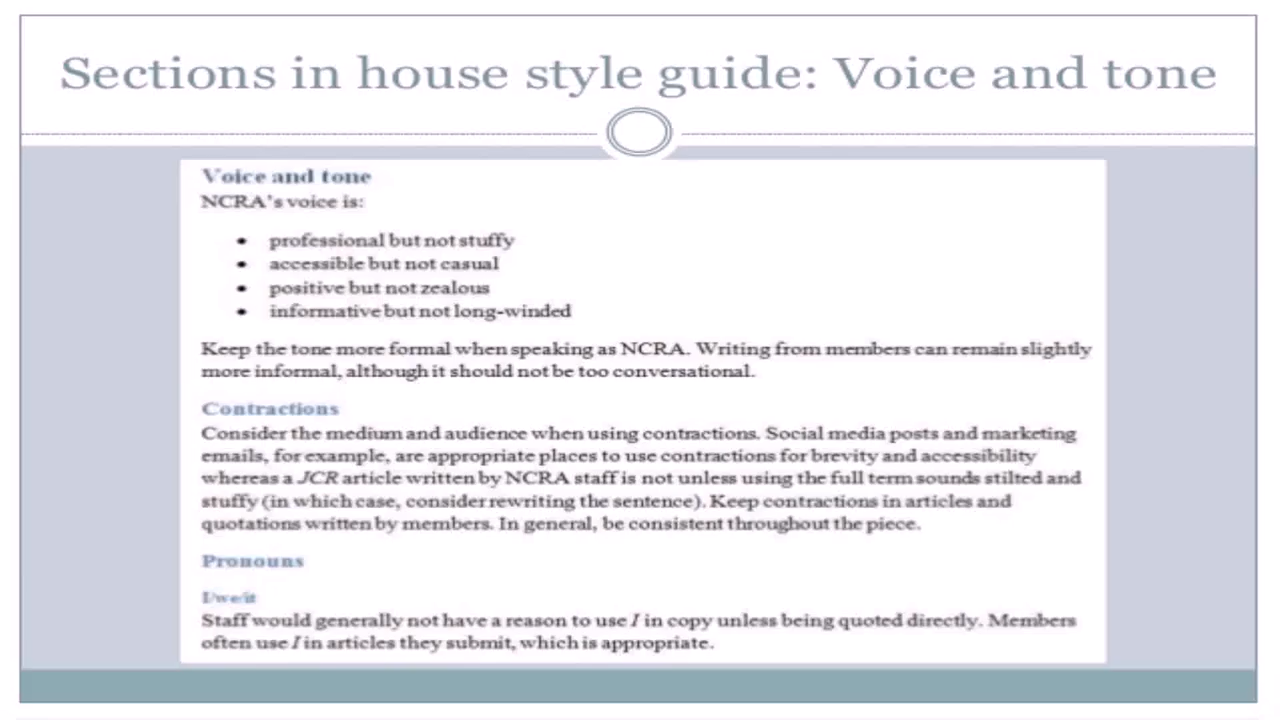 Sections in house style guide: Voice and tone
Voice and tone
NCRA's voice is:
• professional but not stuffy
• accessible but not casual
• positive but not zealous
• informative but not long-winded
Keep the tone more formal when speaking as NCRA. Writing from members can remain slightly
more informal, although it should not be too conversational.
Contractions
Consider the medium and audience when using contractions. Social media posts and marketing
emails, for example, are appropriate places to use contractions for brevity and accessibility
whereas a JCR article written by NCRA staff is not unless using the full term sounds stilted and
stuffy (in which case, consider rewriting the sentence). Keep contractions in articles and
quotations written by members. In general, be consistent throughout the piece.
Pronouns
I/we/it
Staff would generally not have a reason to use I in copy unless being quoted directly. Members
often use I in articles they submit, which is appropriate.